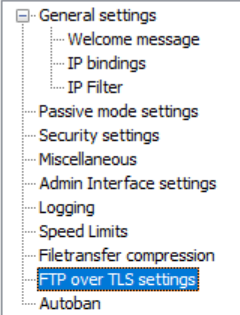 General settings
Welcome message
IP bindings
IP Filter
Passive mode settings
Security settings
Miscellaneous
Admin Interface settings
Logging
Speed Limits
Filetransfer compression
FTP over TLS settings
Autoban